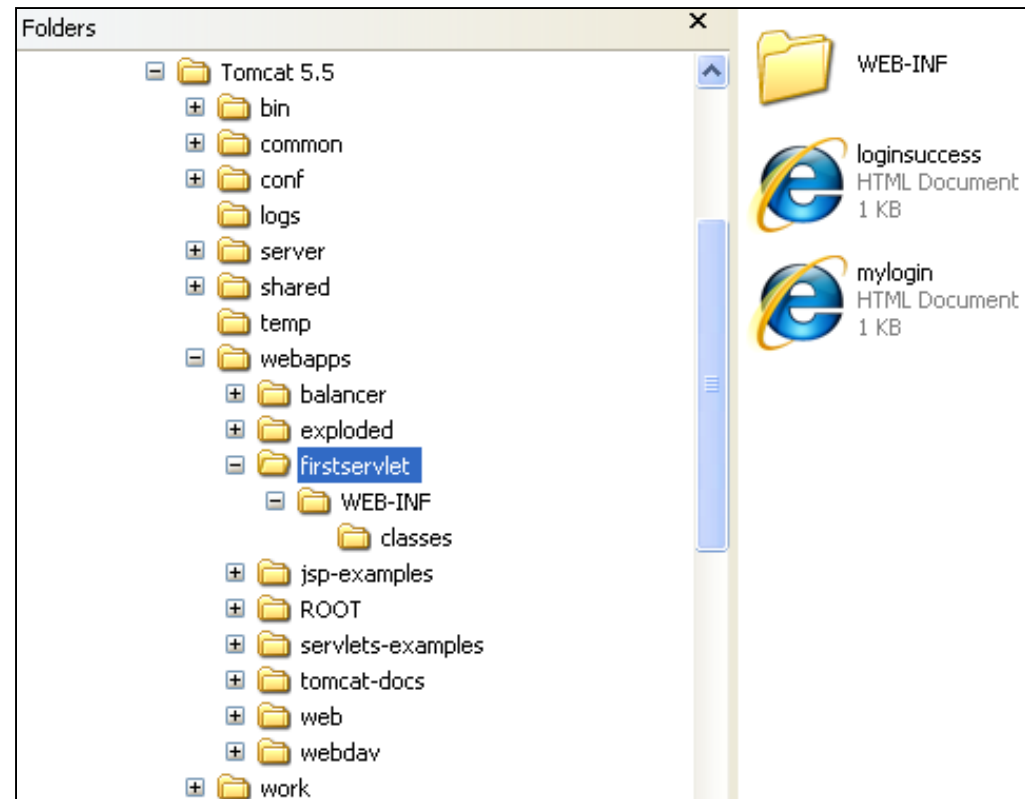 Folders
Tomcat 5.5
bin
common
conf
logs
server
shared
temp
webapps
balancer
exploded
firstservlet
WEB-INF
classes
jsp-examples
ROOT
servlets-examples
tomcat-docs
web
webdav
work
WEB-INF
loginsuccess
HTML Document
1 KB
mylogin
HTML Document
1 KB